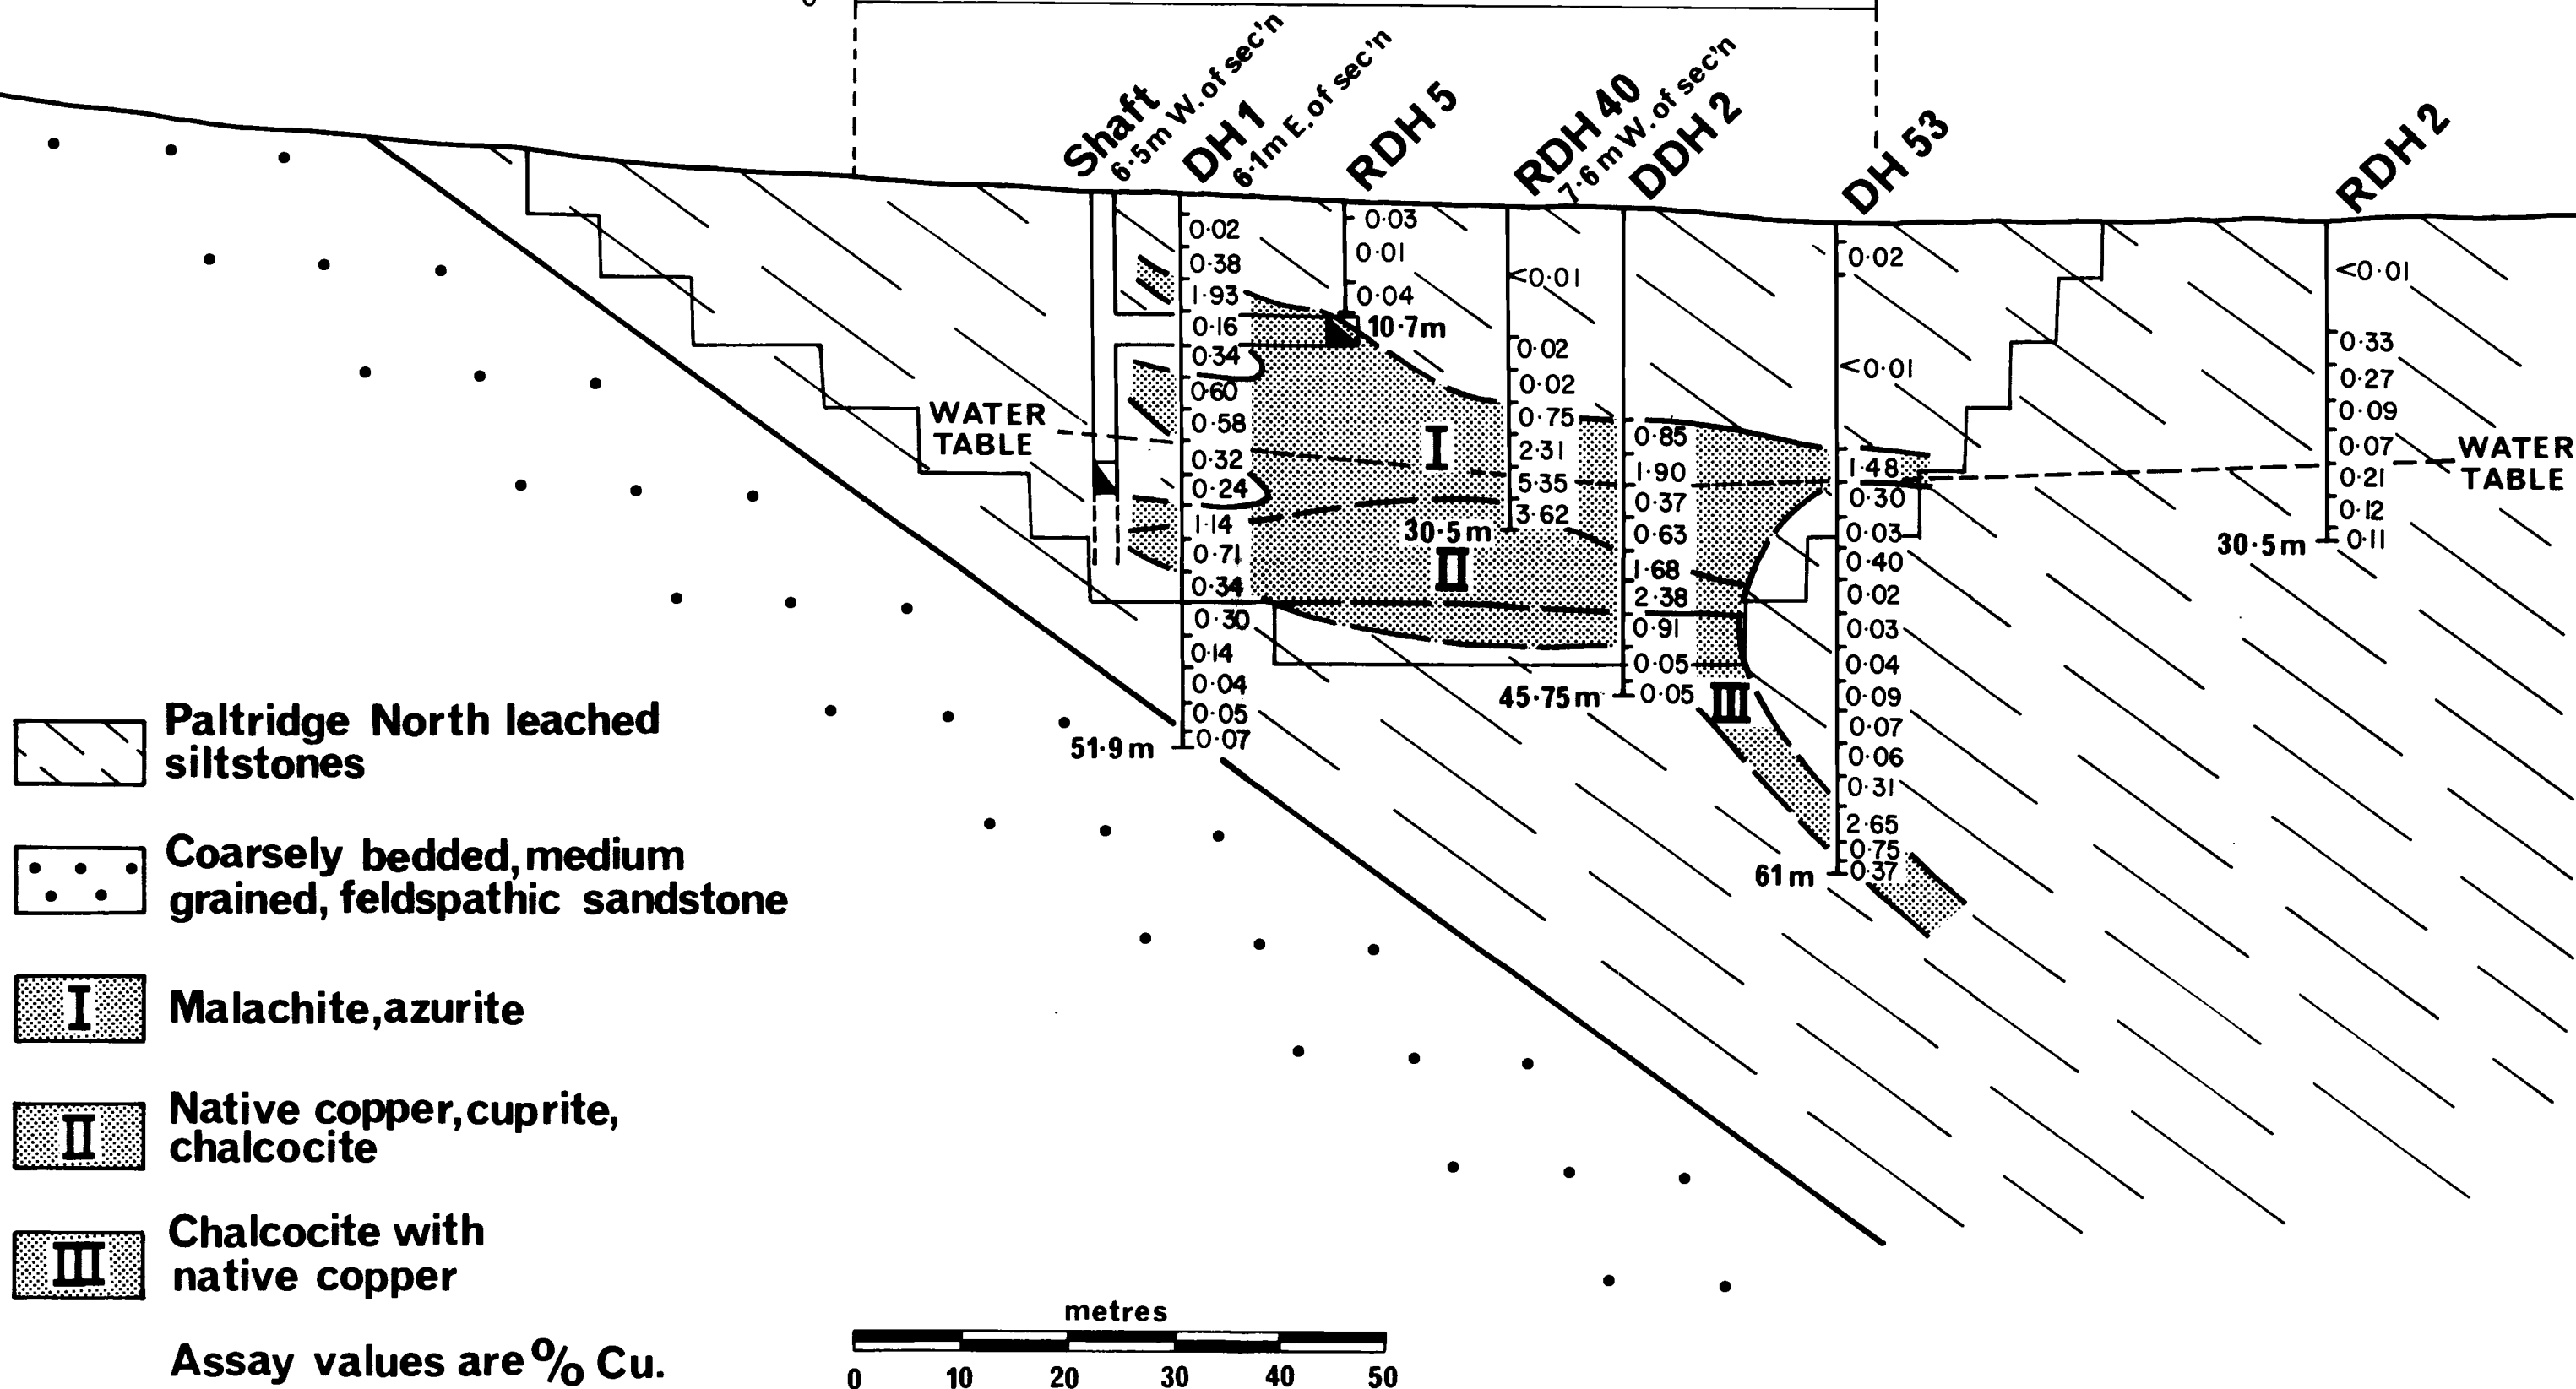 Shaft
6·5m W. of sec'n
DH 1
6·1m E. of sec'n
RDH 5
RDH 40
7·6 m W. of sec'n
DDH 2
DH 53
RDH 2
0·02
0·38
1·93
0·16
0·34
0·60
0·58
0·32
0·24
1·14
0·71
0·34
0·30
0·14
0·04
0·05
0·07
51·9 m
0·03
0·01
0·04
10·7m
<0·01
0·02
0·02
0·75
2·31
5·35
3·62
30·5 m
0·85
1·90
0·37
0·63
1·68
2·38
0·91
0·05
0·05
45·75 m
0·02
<0·01
1·48
0·30
0·03
0·40
0·02
0·03
0·04
0·09
0·07
0·06
0·31
2·65
0·75
0·37
61 m
<0·01
0·33
0·27
0·09
0·07
0·21
0·12
0·11
30·5 m
WATER
TABLE
WATER
TABLE
I
II
III
Paltridge North leached
siltstones
Coarsely bedded, medium
grained, feldspathic sandstone
I
Malachite, azurite
II
Native copper, cuprite,
chalcocite
III
Chalcocite with
native copper
Assay values are % Cu.
metres
0 10 20 30 40 50